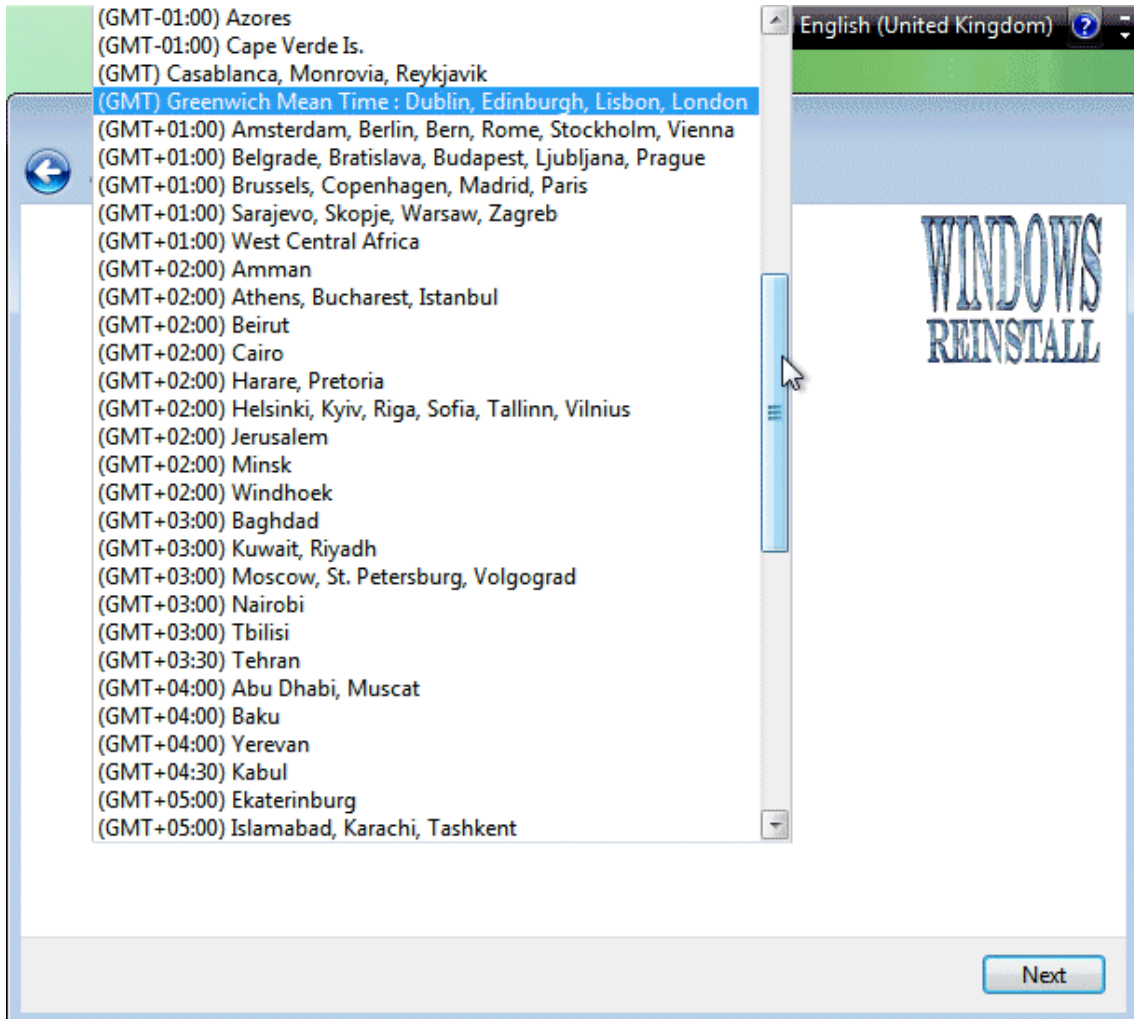 English (United Kingdom)
(GMT-01:00) Azores
(GMT-01:00) Cape Verde Is.
(GMT) Casablanca, Monrovia, Reykjavik
(GMT) Greenwich Mean Time : Dublin, Edinburgh, Lisbon, London
(GMT+01:00) Amsterdam, Berlin, Bern, Rome, Stockholm, Vienna
(GMT+01:00) Belgrade, Bratislava, Budapest, Ljubljana, Prague
(GMT+01:00) Brussels, Copenhagen, Madrid, Paris
(GMT+01:00) Sarajevo, Skopje, Warsaw, Zagreb
(GMT+01:00) West Central Africa
(GMT+02:00) Amman
(GMT+02:00) Athens, Bucharest, Istanbul
(GMT+02:00) Beirut
(GMT+02:00) Cairo
(GMT+02:00) Harare, Pretoria
(GMT+02:00) Helsinki, Kyiv, Riga, Sofia, Tallinn, Vilnius
(GMT+02:00) Jerusalem
(GMT+02:00) Minsk
(GMT+02:00) Windhoek
(GMT+03:00) Baghdad
(GMT+03:00) Kuwait, Riyadh
(GMT+03:00) Moscow, St. Petersburg, Volgograd
(GMT+03:00) Nairobi
(GMT+03:00) Tbilisi
(GMT+03:30) Tehran
(GMT+04:00) Abu Dhabi, Muscat
(GMT+04:00) Baku
(GMT+04:00) Yerevan
(GMT+04:30) Kabul
(GMT+05:00) Ekaterinburg
(GMT+05:00) Islamabad, Karachi, Tashkent
WINDOWS
REINSTALL
Next